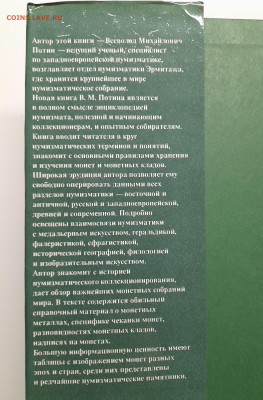 COINS.SU
Автор этой книги — Всеволод Михайлович
Потин — ведущий ученый, специалист
по западноевропейской нумизматике,
возглавляет отдел нумизматики Эрмитажа,
где хранится крупнейшее в мире
нумизматическое собрание.
Новая книга В. М. Потина является
в полном смысле энциклопедией
нумизмата, полезной и начинающим
коллекционерам, и опытным собирателям.
Книга вводит читателя в круг
нумизматических терминов и понятий,
знакомит с основными правилами хранения
и изучения монет и монетных кладов.
Широкая эрудиция автора позволяет ему
свободно оперировать данными всех
разделов нумизматики — восточной и
античной, русской и западноевропейской,
древней и современной. Подробно
освещены взаимосвязи нумизматики
с медальерным искусством, геральдикой,
фалеристикой, сфрагистикой,
исторической географией, филологией
и изобразительным искусством.
Автор знакомит с историей
нумизматического коллекционирования,
дает обзор важнейших монетных собраний
мира. В тексте содержится обильный
справочный материал о монетных
металлах, специфике чеканки монет,
разновидностях монетных кладов,
надписях на монетах.
Большую информационную ценность имеют
таблицы с изображением монет разных
эпох и стран, среди них представлены
и редчайшие нумизматические памятники.